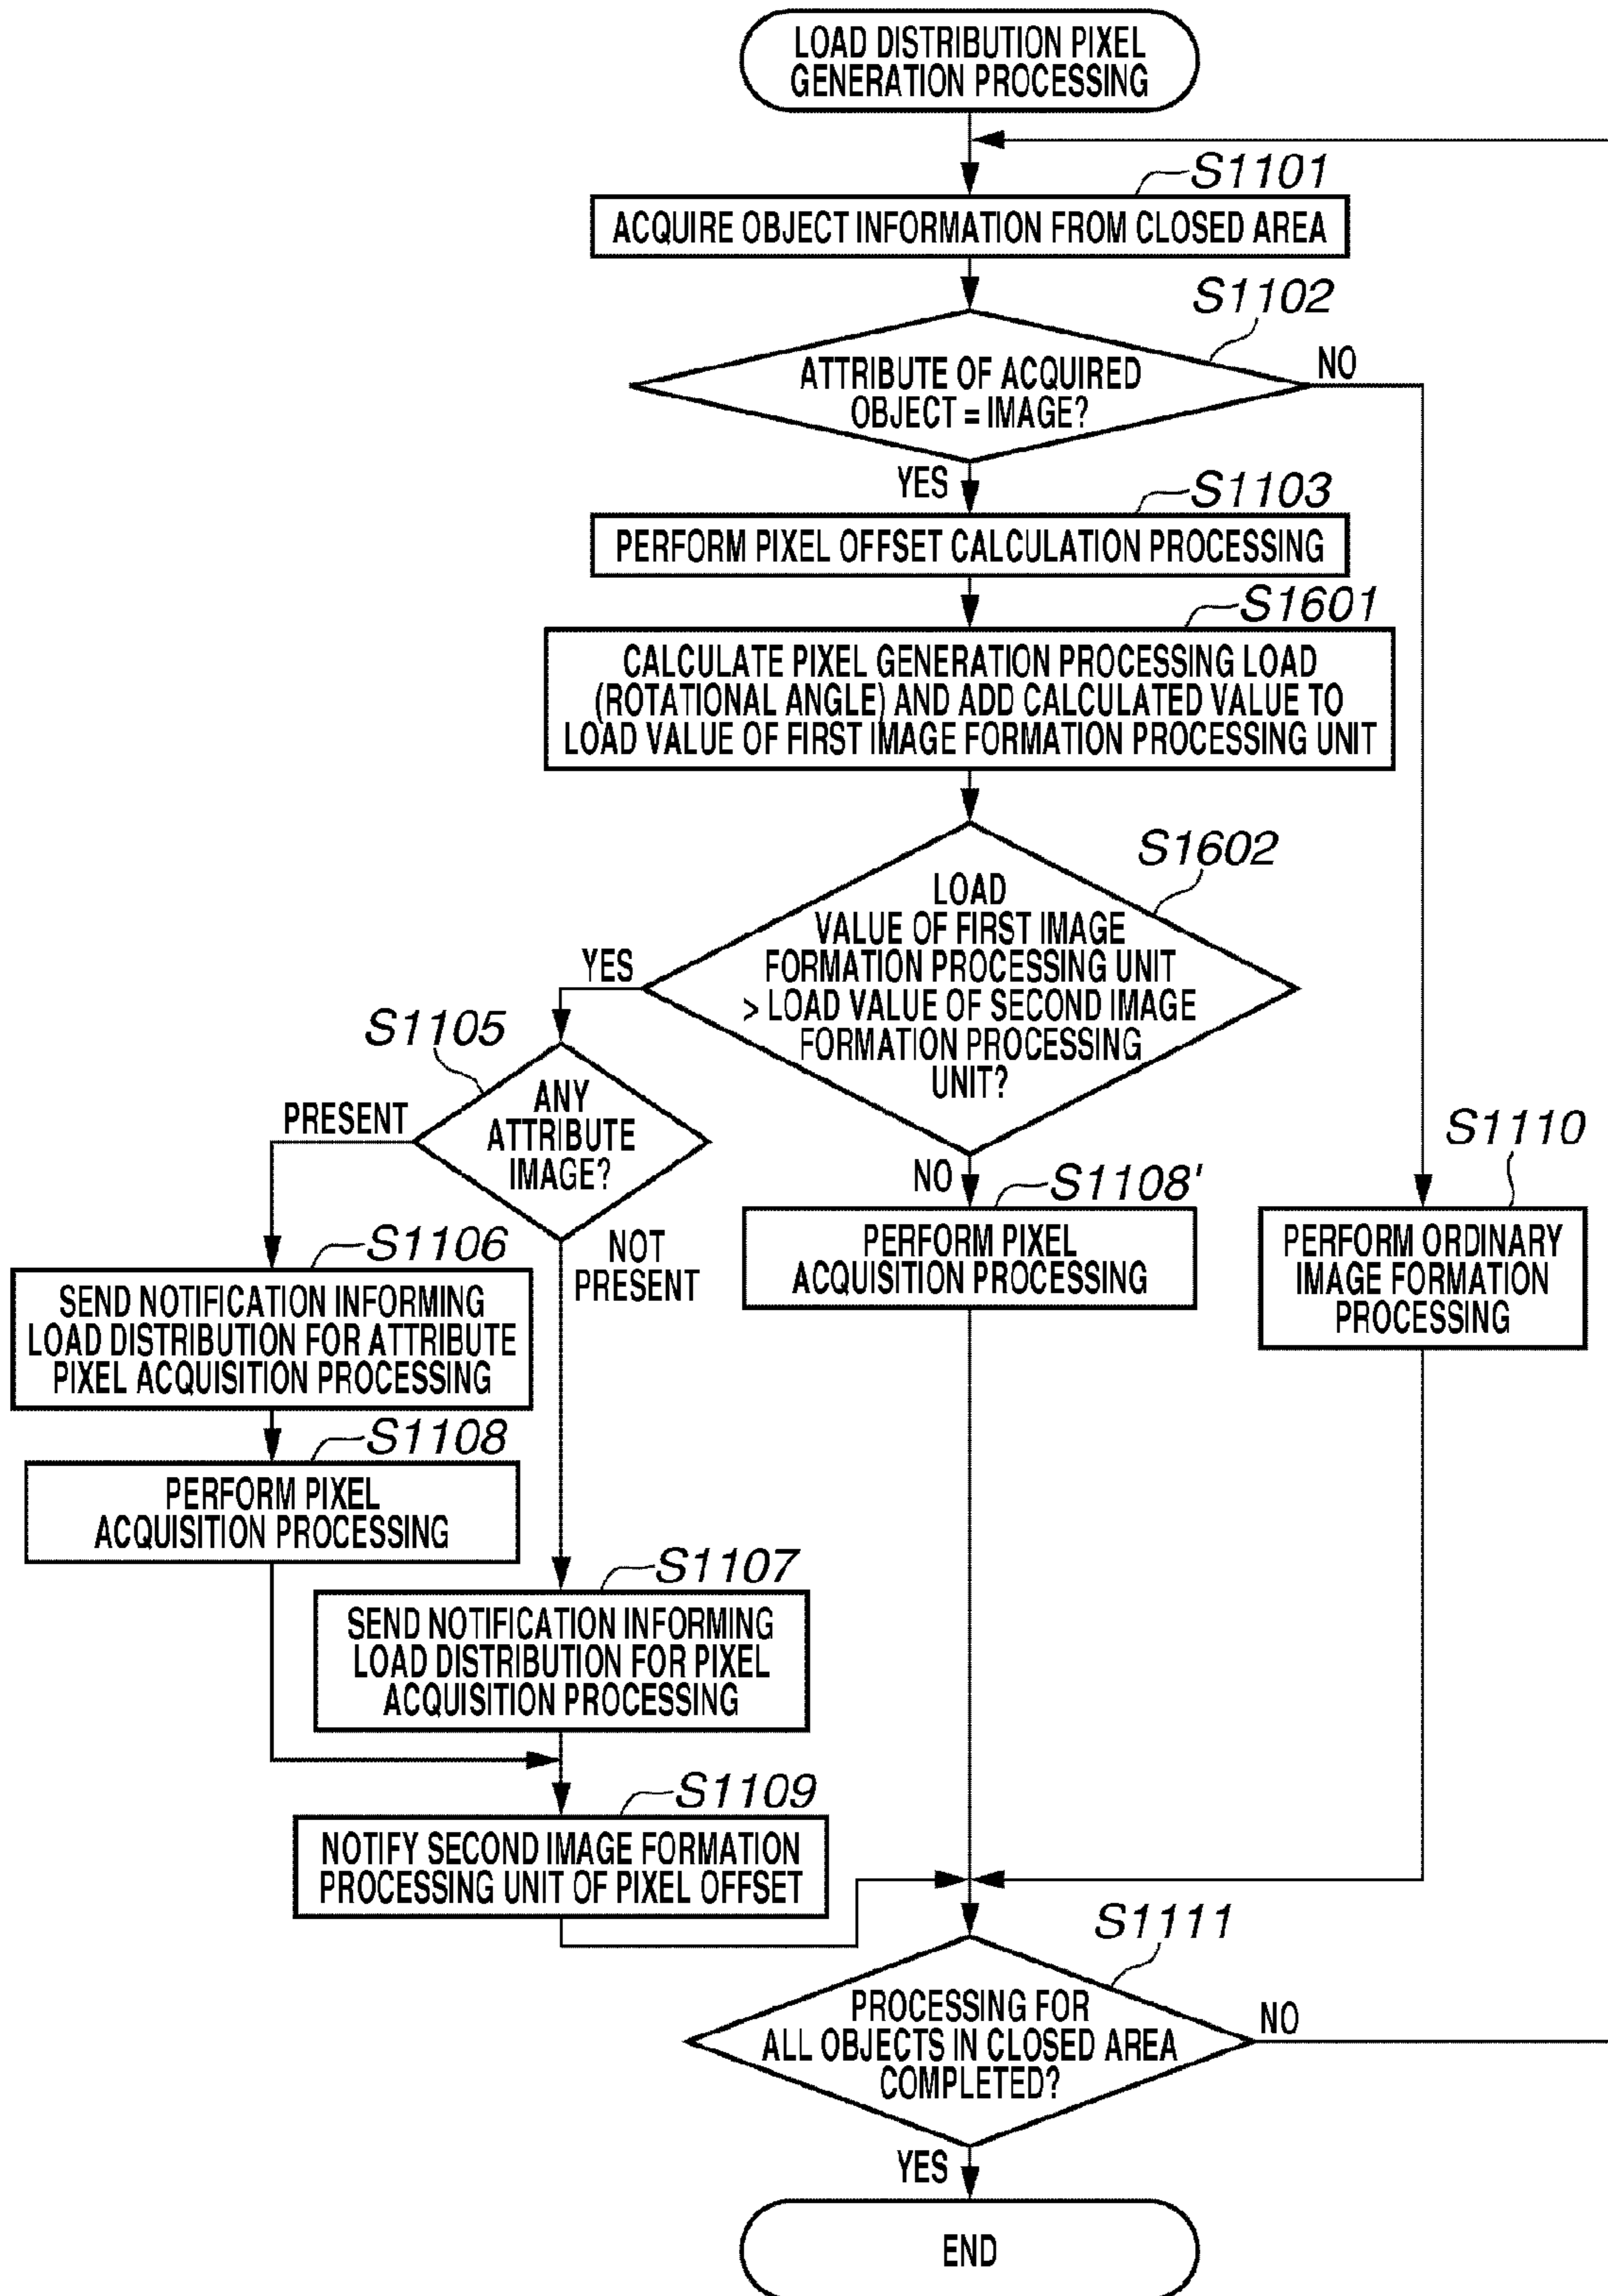 LOAD DISTRIBUTION PIXEL
GENERATION PROCESSING
S1101
ACQUIRE OBJECT INFORMATION FROM CLOSED AREA
S1102
ATTRIBUTE OF ACQUIRED
OBJECT = IMAGE?
NO
YES
S1103
PERFORM PIXEL OFFSET CALCULATION PROCESSING
S1601
CALCULATE PIXEL GENERATION PROCESSING LOAD
(ROTATIONAL ANGLE) AND ADD CALCULATED VALUE TO
LOAD VALUE OF FIRST IMAGE FORMATION PROCESSING UNIT
S1602
LOAD
VALUE OF FIRST IMAGE
FORMATION PROCESSING UNIT
> LOAD VALUE OF SECOND IMAGE
FORMATION PROCESSING
UNIT?
YES
NO
S1105
ANY
ATTRIBUTE
IMAGE?
PRESENT
NOT
PRESENT
S1108'
PERFORM PIXEL
ACQUISITION PROCESSING
S1110
PERFORM ORDINARY
IMAGE FORMATION
PROCESSING
S1106
SEND NOTIFICATION INFORMING
LOAD DISTRIBUTION FOR ATTRIBUTE
PIXEL ACQUISITION PROCESSING
S1108
PERFORM PIXEL
ACQUISITION PROCESSING
S1107
SEND NOTIFICATION INFORMING
LOAD DISTRIBUTION FOR PIXEL
ACQUISITION PROCESSING
S1109
NOTIFY SECOND IMAGE FORMATION
PROCESSING UNIT OF PIXEL OFFSET
S1111
PROCESSING FOR
ALL OBJECTS IN CLOSED AREA
COMPLETED?
NO
YES
END